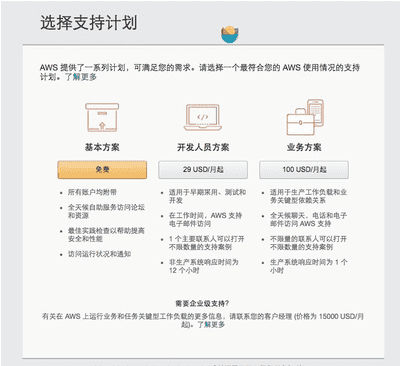 选择支持计划
AWS 提供了一系列计划，可满足您的需求。请选择一个最符合您的 AWS 使用情况的支持
计划。了解更多
基本方案
开发人员方案
业务方案
免费
29 USD/月起
100 USD/月起
• 所有账户均附带
• 全天候自助服务访问论坛
和资源
• 最佳实践检查以帮助提高
安全和性能
• 访问运行状况和通知
• 适用于早期采用、测试和
开发
• 在工作时间，AWS 支持
电子邮件访问
• 1 个主要联系人可以打开
不限数量的支持案例
• 非生产系统响应时间为
12 个小时
• 适用于生产工作负载和业
务关键型依赖关系
• 全天候聊天、电话和电子
邮件访问 AWS 支持
• 不限量的联系人可以打开
不限数量的支持案例
• 生产系统响应时间为 1 个
小时
需要企业级支持?
有关在 AWS 上运行业务和任务关键型工作负载的更多信息，请联系您的客户经理 (价格为 15000 USD/月
起)。了解更多